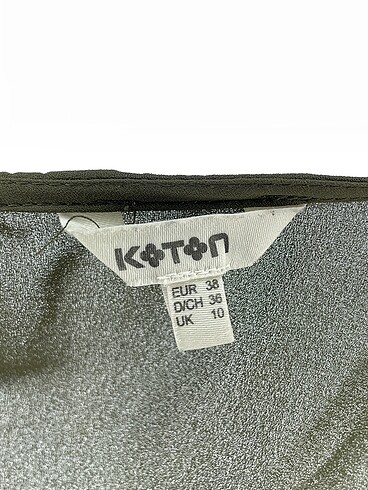 KOTON
EUR 38
D/CH 36
UK 10